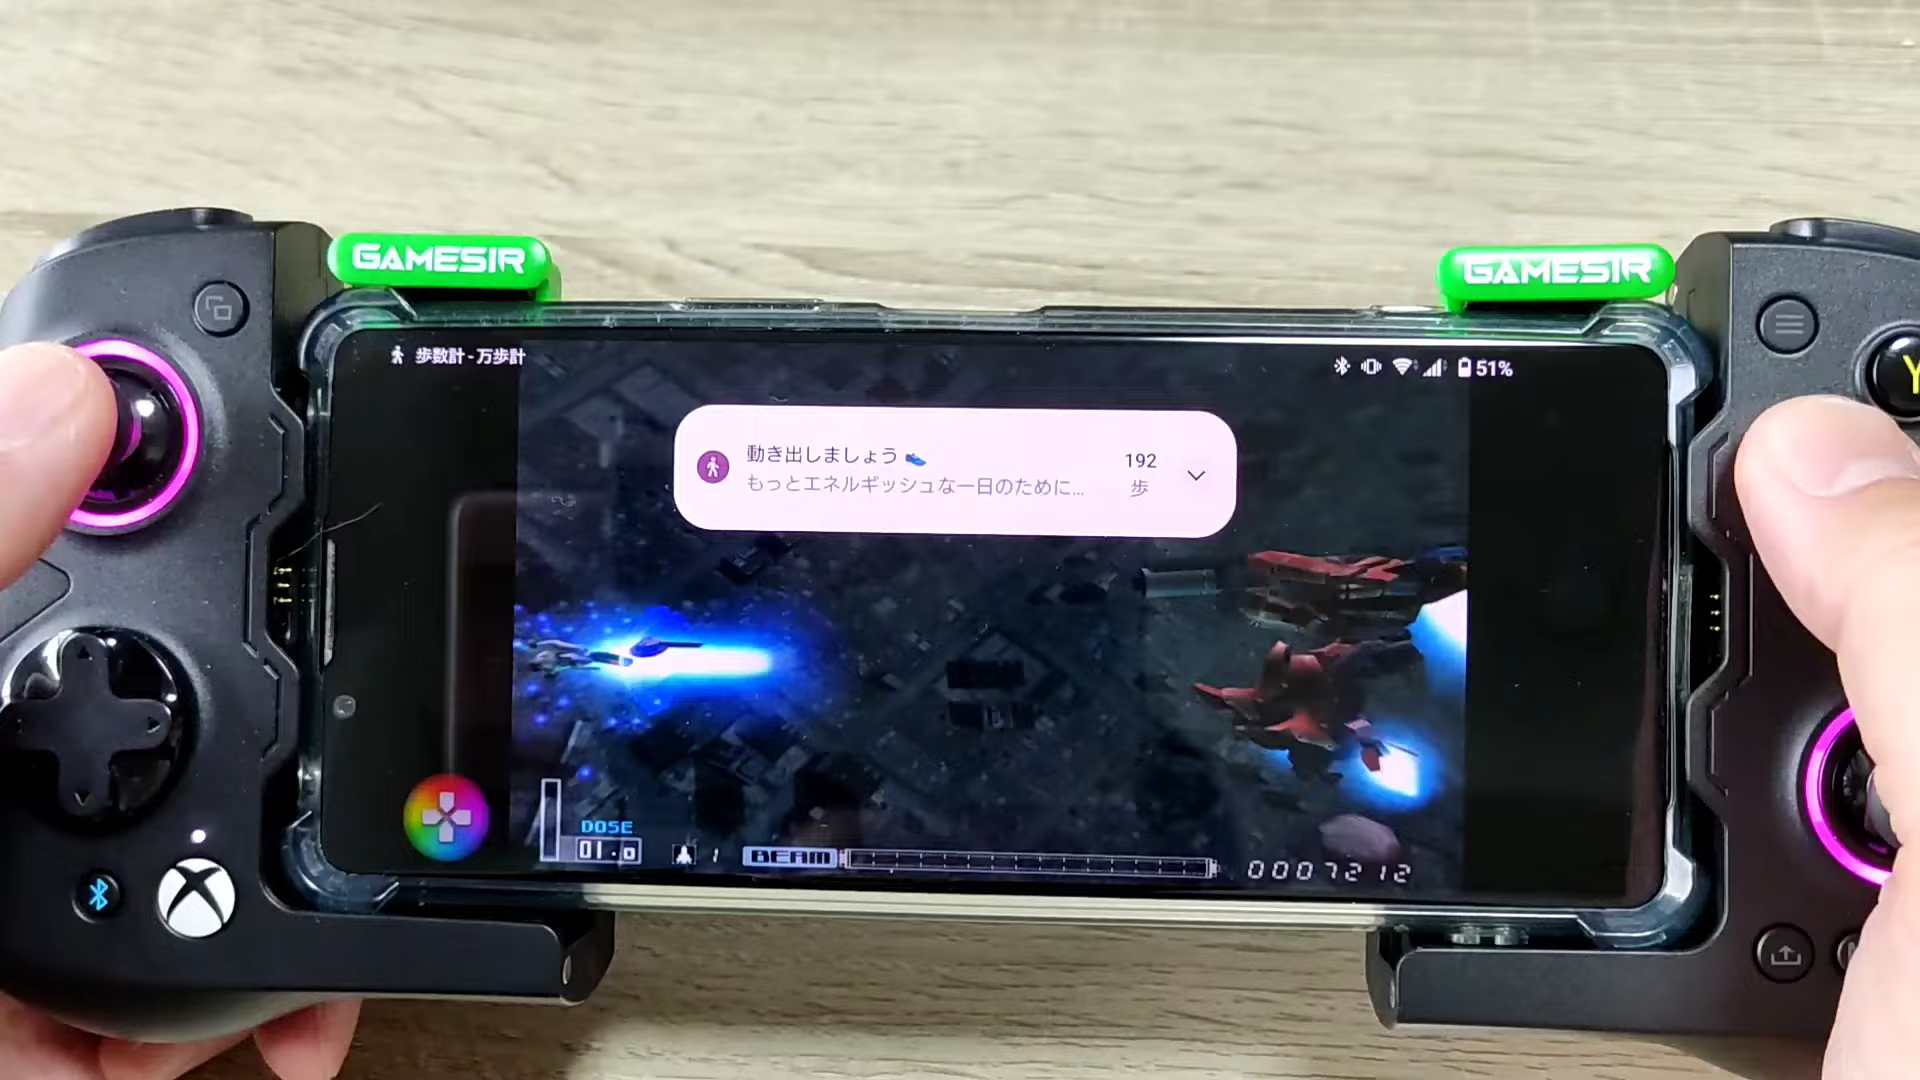 GAMESIR
GAMESIR
歩数計-万歩計
51%
動き出しましょう
もっとエネルギッシュな一日のために...
192
歩
Y
DOSE
01.0
1
BEAM
0007212